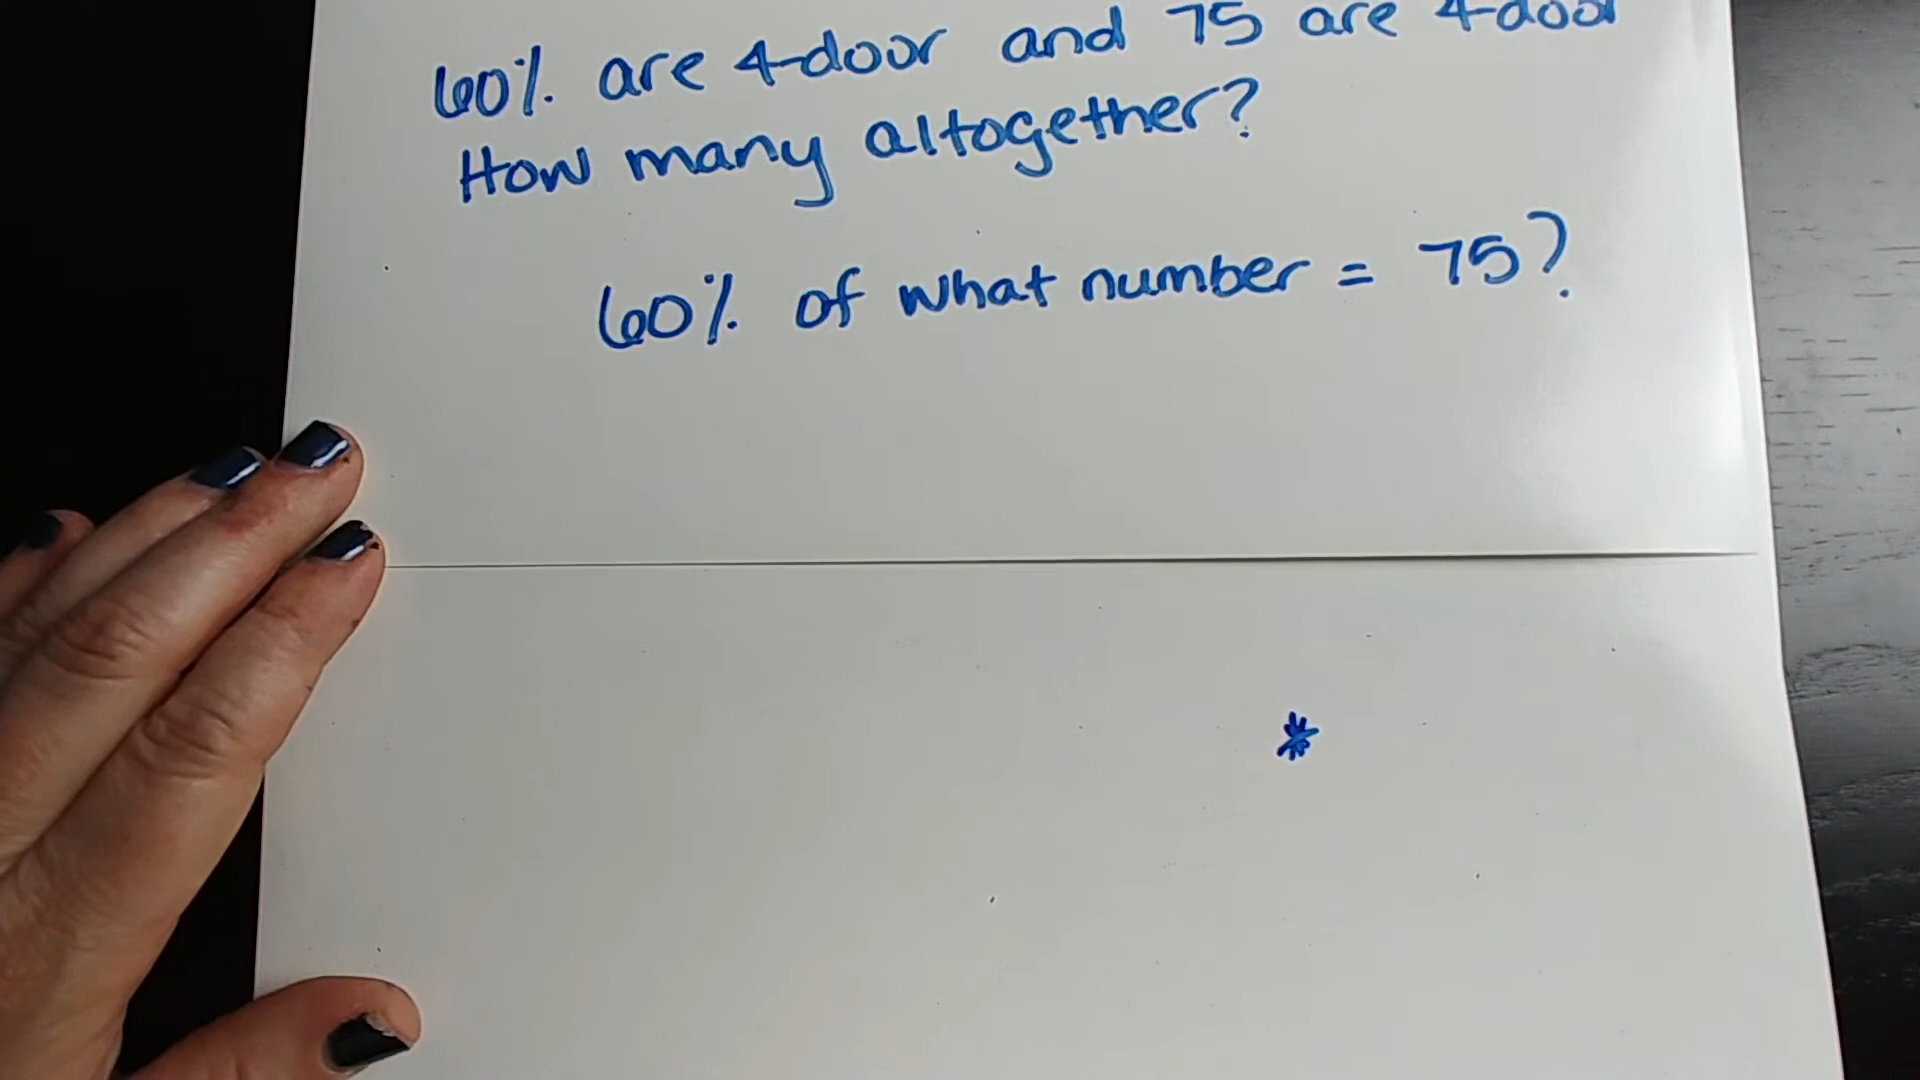 60% are 4-door and 75 are 4-door
How many altogether?
60% of what number = 75?
*